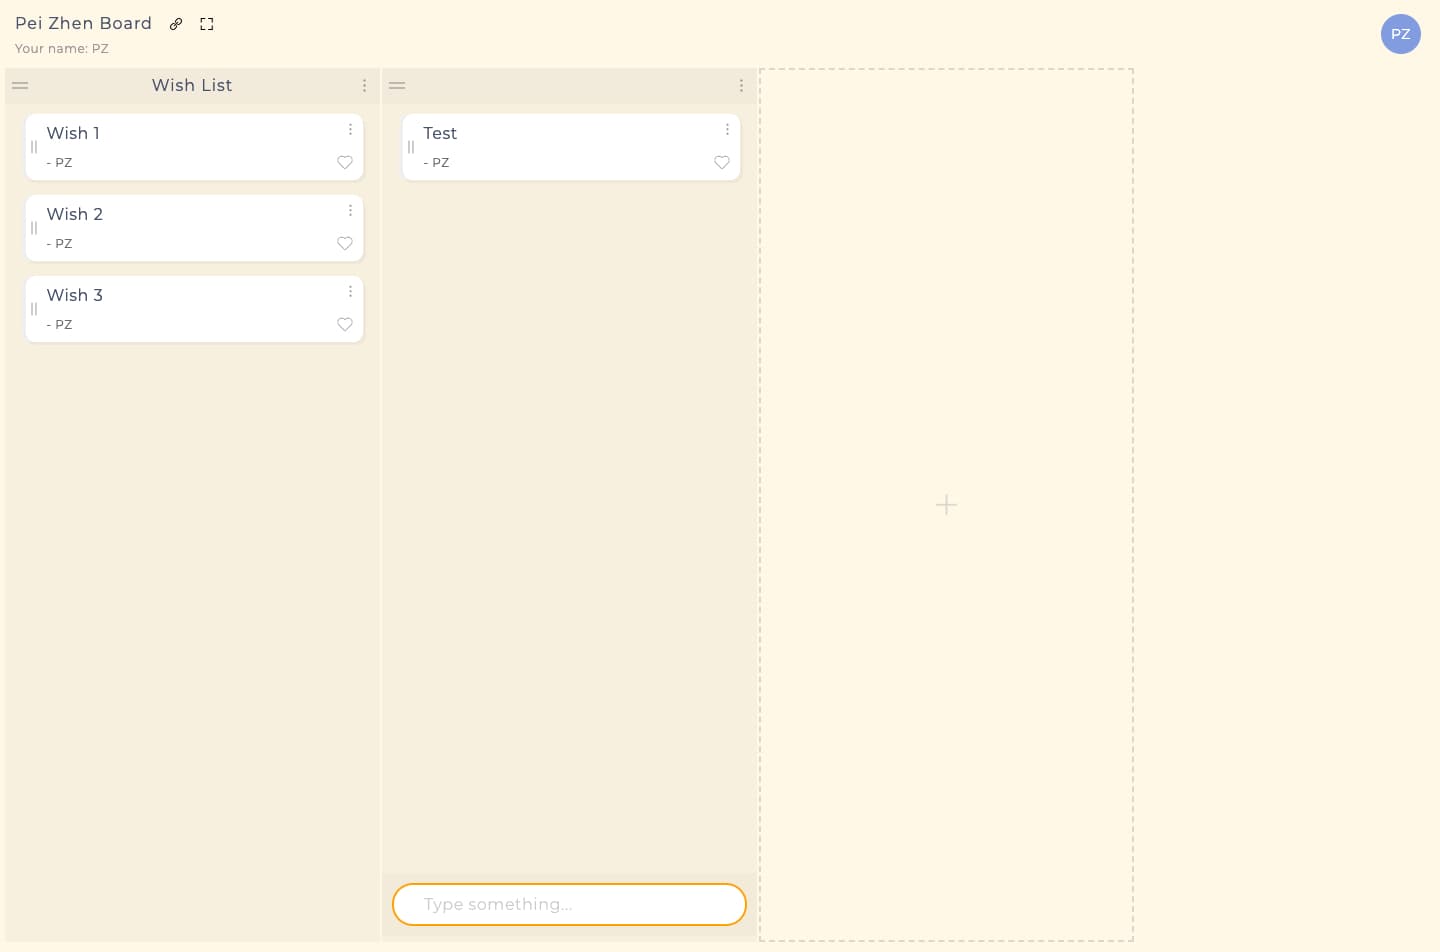 Pei Zhen Board
Your name: PZ
PZ
Wish List
Wish 1
- PZ
Wish 2
- PZ
Wish 3
- PZ
Test
- PZ
Type something...